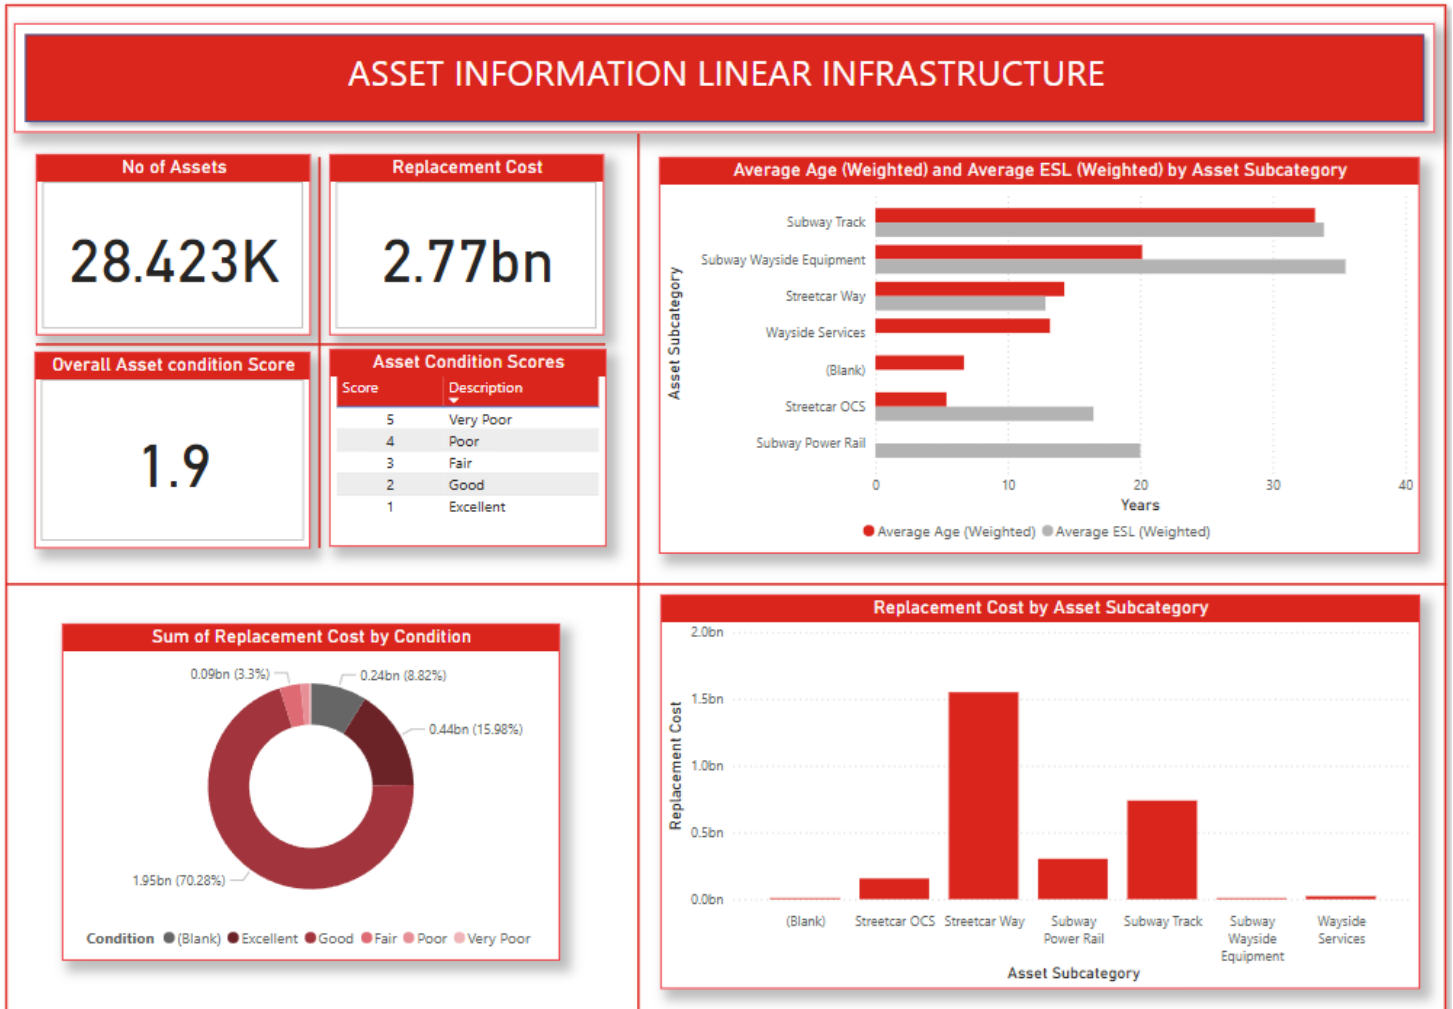 ASSET INFORMATION LINEAR INFRASTRUCTURE
No of Assets
28.423K
Replacement Cost
2.77bn
Overall Asset condition Score
1.9
Asset Condition Scores
Score Description
5 Very Poor
4 Poor
3 Fair
2 Good
1 Excellent
Average Age (Weighted) and Average ESL (Weighted) by Asset Subcategory
Asset Subcategory
Subway Track
Subway Wayside Equipment
Streetcar Way
Wayside Services
(Blank)
Streetcar OCS
Subway Power Rail
0 10 20 30 40
Years
Average Age (Weighted) Average ESL (Weighted)
Sum of Replacement Cost by Condition
0.09bn (3.3%)
0.24bn (8.82%)
0.44bn (15.98%)
1.95bn (70.28%)
Condition (Blank) Excellent Good Fair Poor Very Poor
Replacement Cost by Asset Subcategory
Replacement Cost
2.0bn
1.5bn
1.0bn
0.5bn
0.0bn
(Blank)
Streetcar OCS
Streetcar Way
Subway
Power Rail
Subway Track
Subway
Wayside
Equipment
Wayside
Services
Asset Subcategory